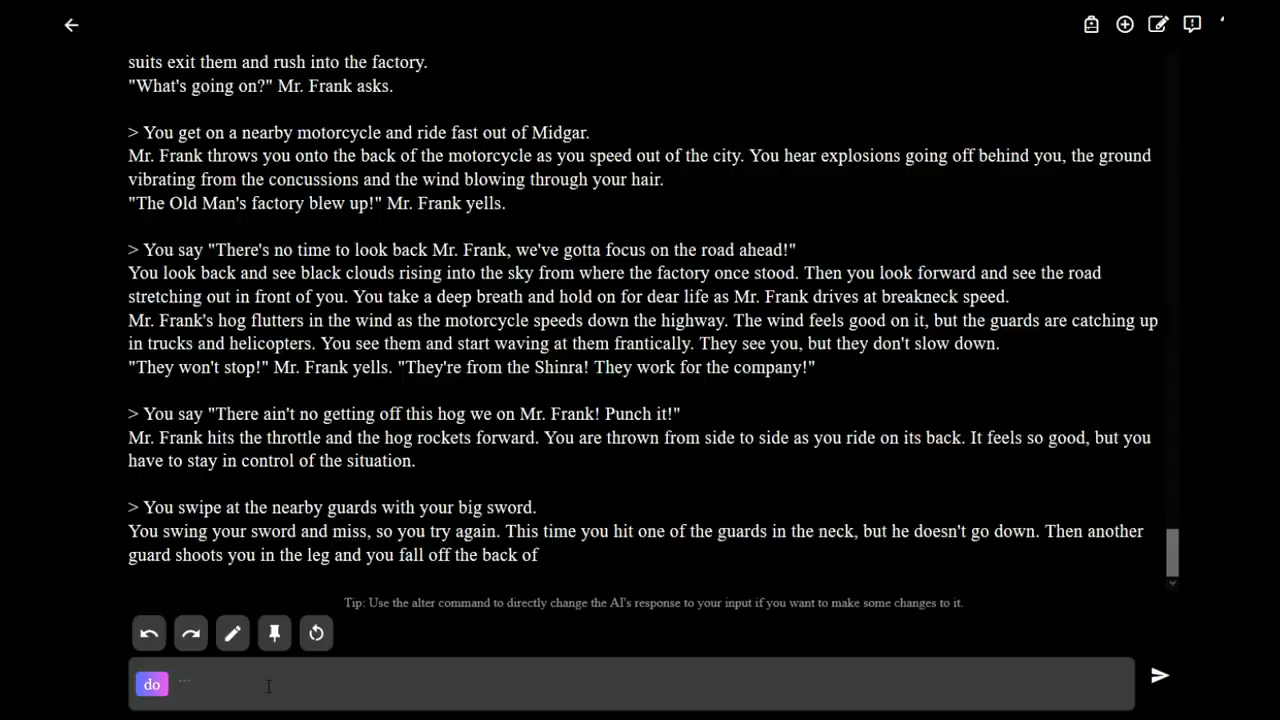 suits exit them and rush into the factory.
"What's going on?" Mr. Frank asks.
> You get on a nearby motorcycle and ride fast out of Midgar.
Mr. Frank throws you onto the back of the motorcycle as you speed out of the city. You hear explosions going off behind you, the ground
vibrating from the concussions and the wind blowing through your hair.
"The Old Man's factory blew up!" Mr. Frank yells.
> You say "There's no time to look back Mr. Frank, we've gotta focus on the road ahead!"
You look back and see black clouds rising into the sky from where the factory once stood. Then you look forward and see the road
stretching out in front of you. You take a deep breath and hold on for dear life as Mr. Frank drives at breakneck speed.
Mr. Frank's hog flutters in the wind as the motorcycle speeds down the highway. The wind feels good on it, but the guards are catching up
in trucks and helicopters. You see them and start waving at them frantically. They see you, but they don't slow down.
"They won't stop!" Mr. Frank yells. "They're from the Shinra! They work for the company!"
> You say "There ain't no getting off this hog we on Mr. Frank! Punch it!"
Mr. Frank hits the throttle and the hog rockets forward. You are thrown from side to side as you ride on its back. It feels so good, but you
have to stay in control of the situation.
> You swipe at the nearby guards with your big sword.
You swing your sword and miss, so you try again. This time you hit one of the guards in the neck, but he doesn't go down. Then another
guard shoots you in the leg and you fall off the back of
Tip: Use the alter command to directly change the AI's response to your input if you want to make some changes to it.
do ...